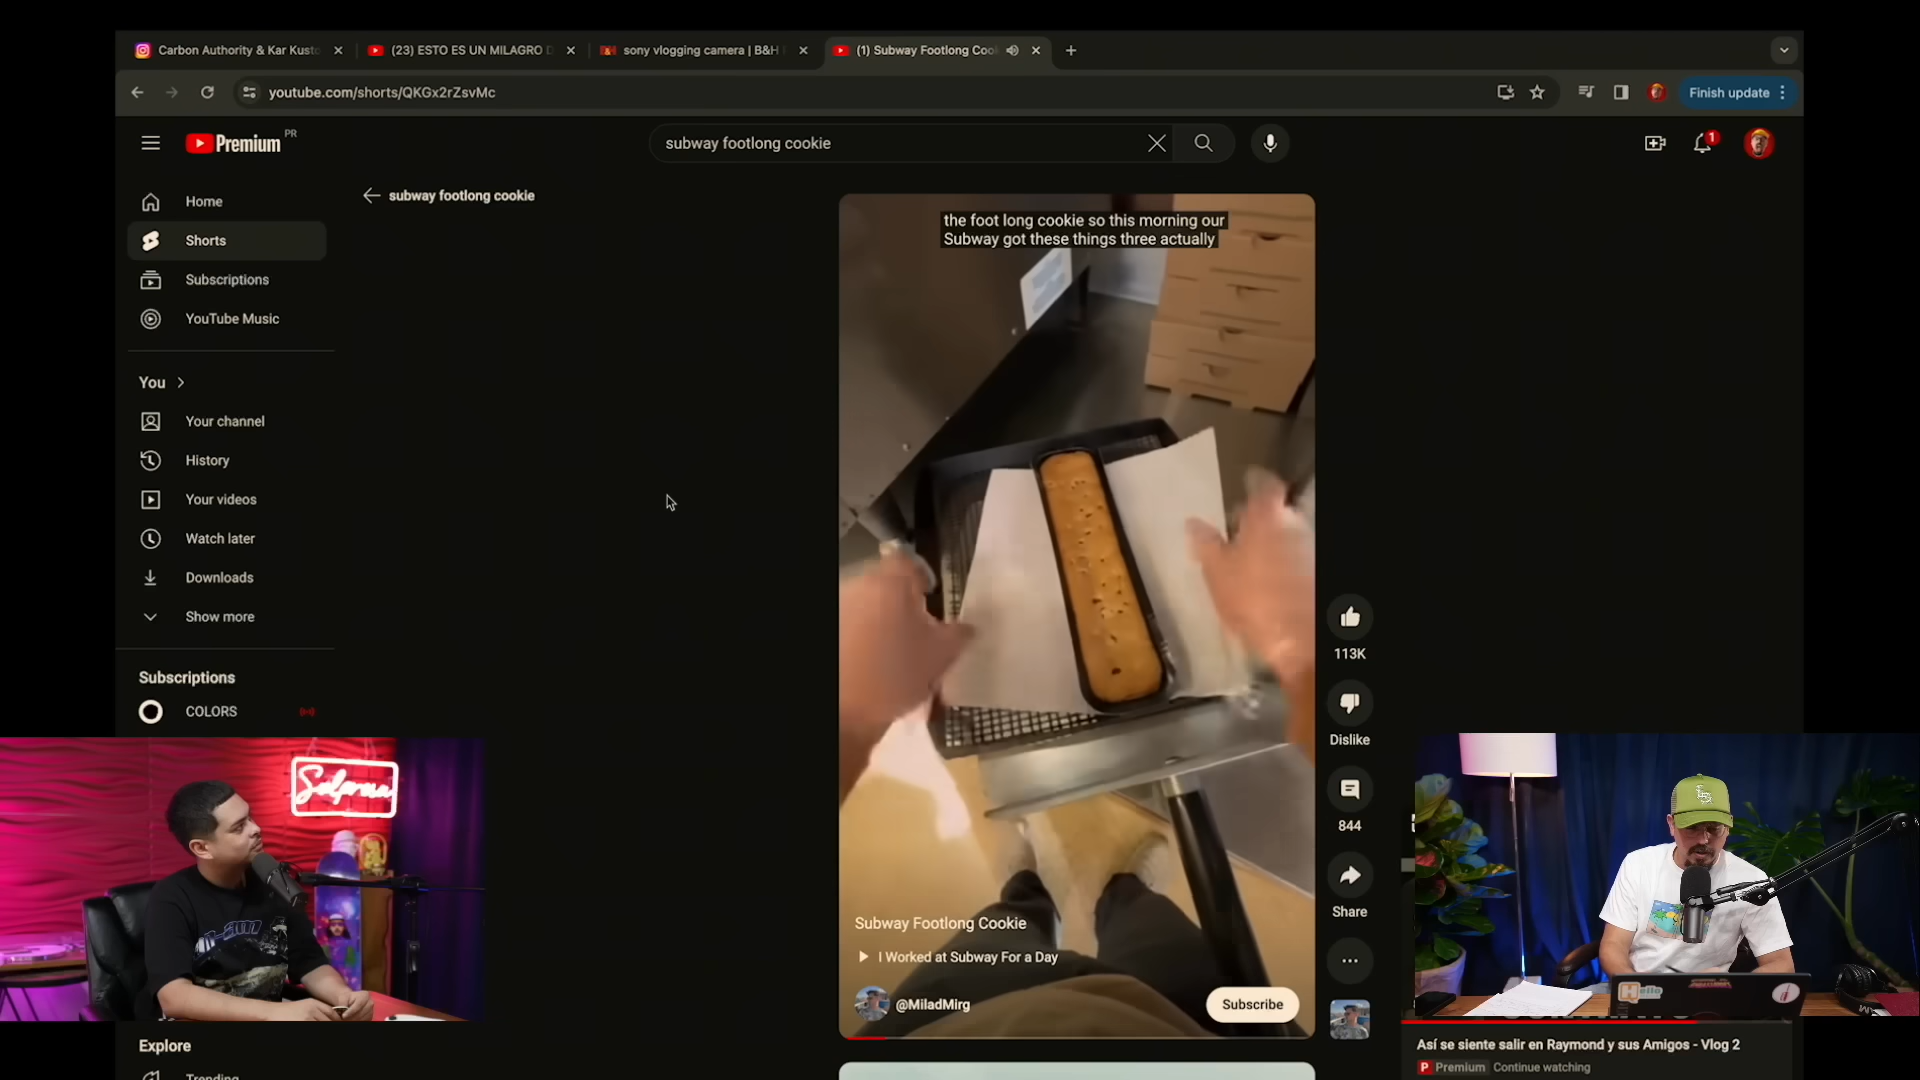 Carbon Authority & Kar Kusto
(23) ESTO ES UN MILAGRO D
sony vlogging camera | B&H
(1) Subway Footlong Coo
youtube.com/shorts/QKGx2rZsvMc
Finish update
Premium PR
subway footlong cookie
1
Home
Shorts
Subscriptions
YouTube Music
You
Your channel
History
Your videos
Watch later
Downloads
Show more
Subscriptions
COLORS
Explore
Trending
subway footlong cookie
the foot long cookie so this morning our
Subway got these things three actually
Subway Footlong Cookie
I Worked at Subway For a Day
@MiladMirg
Subscribe
113K
Dislike
844
Share
Hello
Así se siente salir en Raymond y sus Amigos - Vlog 2
P Premium Continue watching